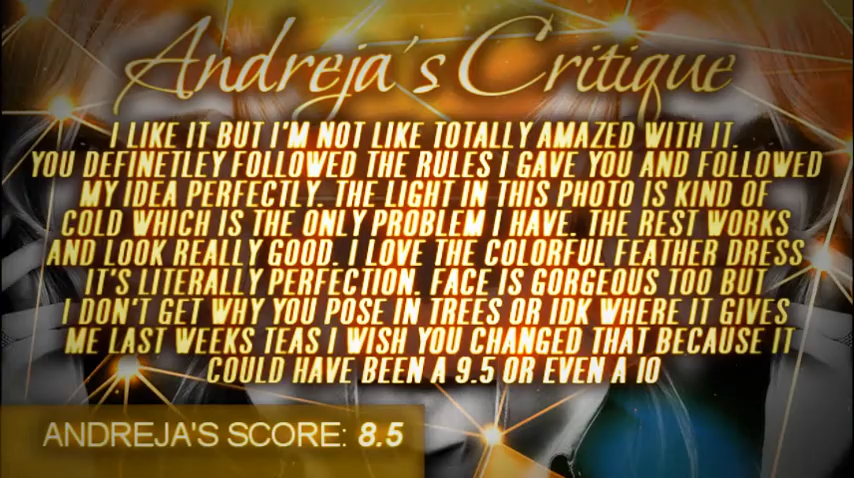 Andreja's Critique
I LIKE IT BUT I'M NOT LIKE TOTALLY AMAZED WITH IT.
YOU DEFINETLEY FOLLOWED THE RULES I GAVE YOU AND FOLLOWED
MY IDEA PERFECTLY. THE LIGHT IN THIS PHOTO IS KIND OF
COLD WHICH IS THE ONLY PROBLEM I HAVE. THE REST WORKS
AND LOOK REALLY GOOD. I LOVE THE COLORFUL FEATHER DRESS
IT'S LITERALLY PERFECTION. FACE IS GORGEOUS TOO BUT
I DON'T GET WHY YOU POSE IN TREES OR IDK WHERE IT GIVES
ME LAST WEEKS TEAS I WISH YOU CHANGED THAT BECAUSE IT
COULD HAVE BEEN A 9.5 OR EVEN A 10
ANDREJA'S SCORE: 8.5